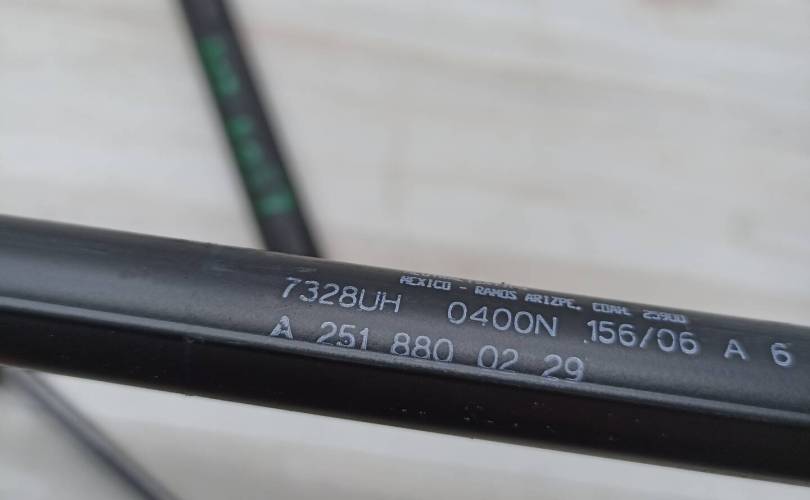 MEXICO - RAMOS ARIZPE, COAH. 25900
7328UH 0400N 156/06 A 6
A 251 880 02 29